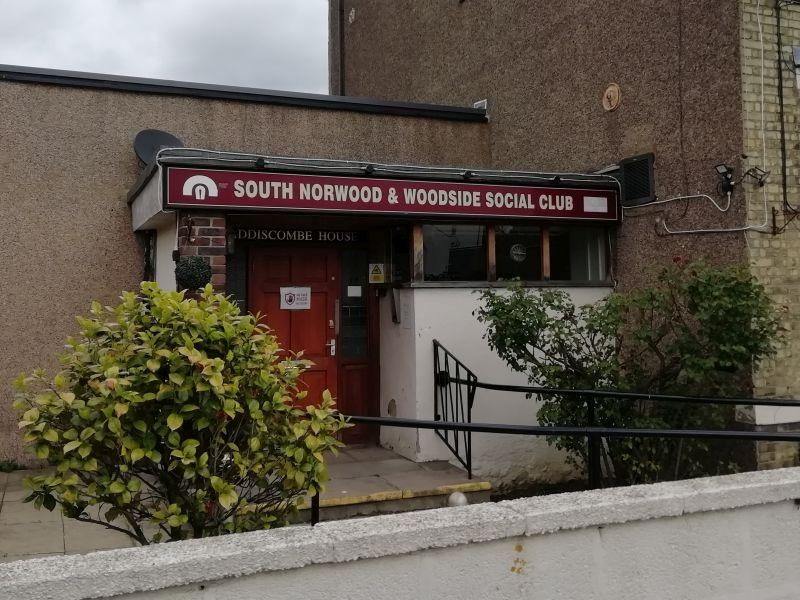 SOUTH NORWOOD & WOODSIDE SOCIAL CLUB
DDISCOMBE HOUSE